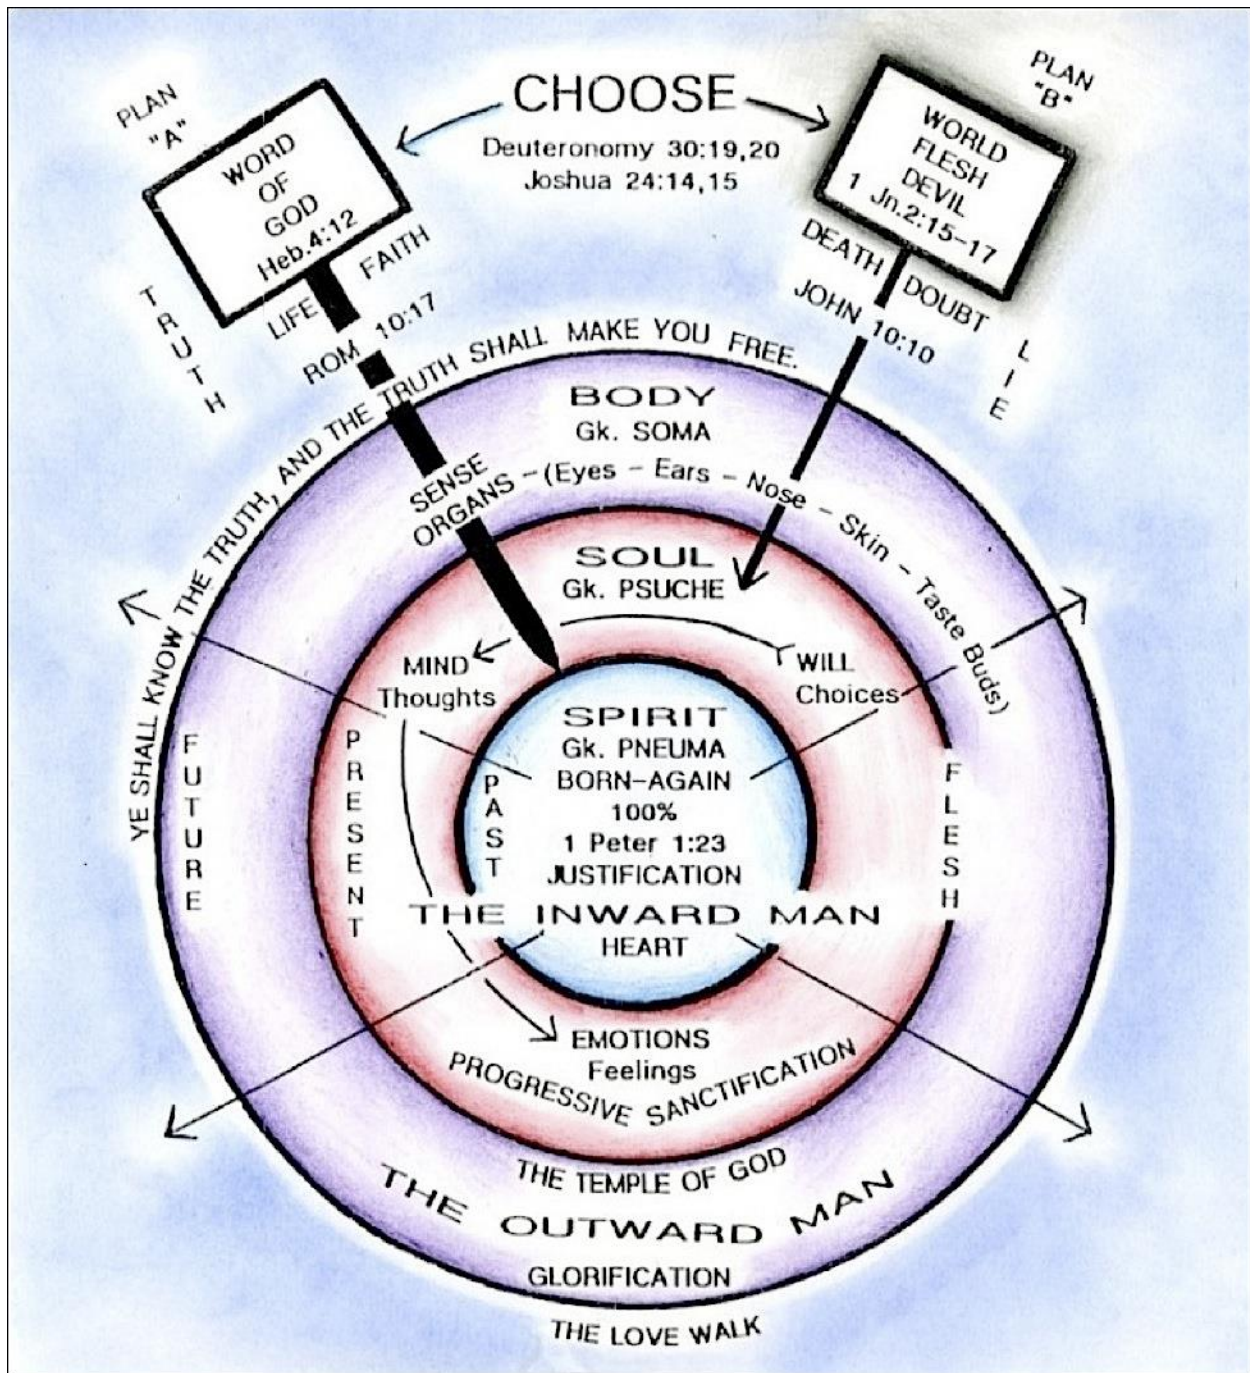 CHOOSE
Deuteronomy 30:19,20
Joshua 24:14,15
PLAN
"A"
WORD
OF
GOD
Heb.4:12
TRUTH
LIFE
FAITH
ROM 10:17
PLAN
"B"
WORLD
FLESH
DEVIL
1 Jn.2:15-17
DEATH
DOUBT
JOHN 10:10
LIE
YE SHALL KNOW THE TRUTH, AND THE TRUTH SHALL MAKE YOU FREE.
BODY
Gk. SOMA
SENSE
ORGANS - (Eyes - Ears - Nose - Skin - Taste Buds)
SOUL
Gk. PSUCHE
MIND
Thoughts
WILL
Choices
SPIRIT
Gk. PNEUMA
BORN-AGAIN
100%
1 Peter 1:23
JUSTIFICATION
FUTURE
PRESENT
PAST
FLESH
THE INWARD MAN
HEART
EMOTIONS
Feelings
PROGRESSIVE SANCTIFICATION
THE TEMPLE OF GOD
THE OUTWARD MAN
GLORIFICATION
THE LOVE WALK